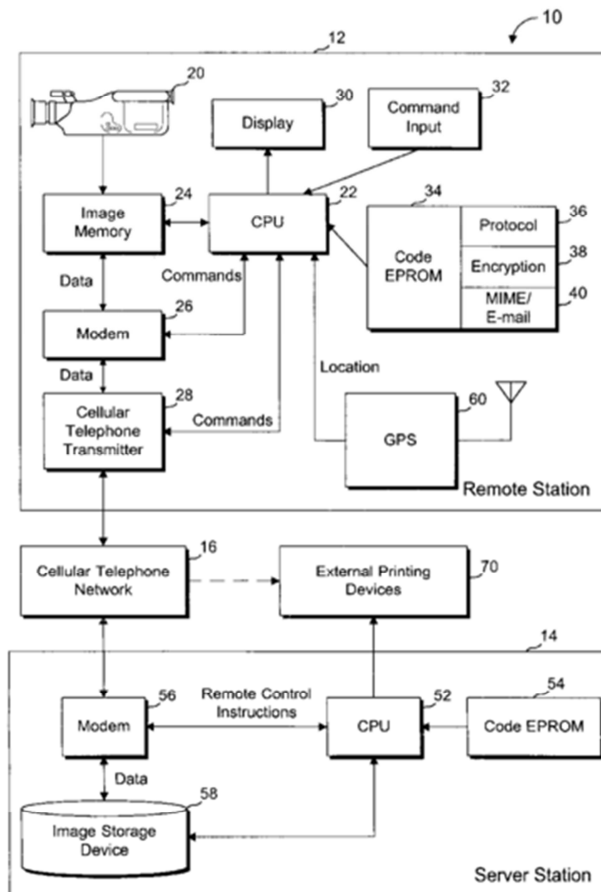 10
12
20
30
Display
32
Command
Input
24
Image
Memory
22
CPU
34
Code
EPROM
Protocol
36
Encryption
38
MIME/
E-mail
40
Commands
Data
26
Modem
Data
28
Cellular
Telephone
Transmitter
Commands
Location
60
GPS
Remote Station
16
Cellular Telephone
Network
External Printing
Devices
70
14
56
Modem
Remote Control
Instructions
52
CPU
54
Code EPROM
Data
58
Image Storage
Device
Server Station